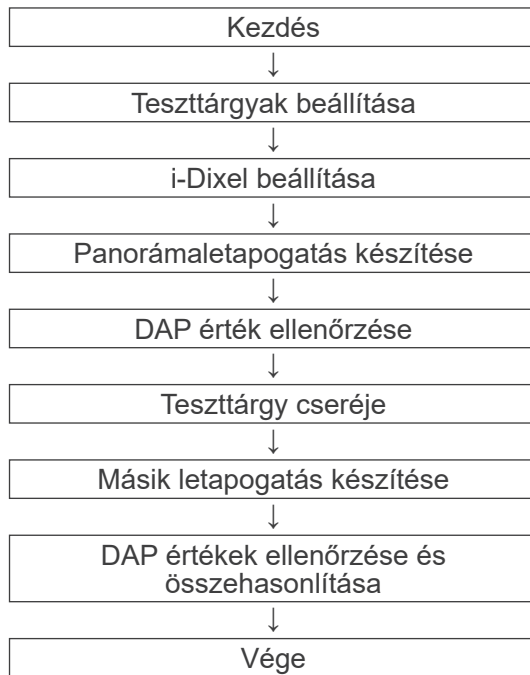 Kezdés
↓
Teszttárgyak beállítása
↓
i-Dixel beállítása
↓
Panorámaletapogatás készítése
↓
DAP érték ellenőrzése
↓
Teszttárgy cseréje
↓
Másik letapogatás készítése
↓
DAP értékek ellenőrzése és
összehasonlítása
↓
Vége